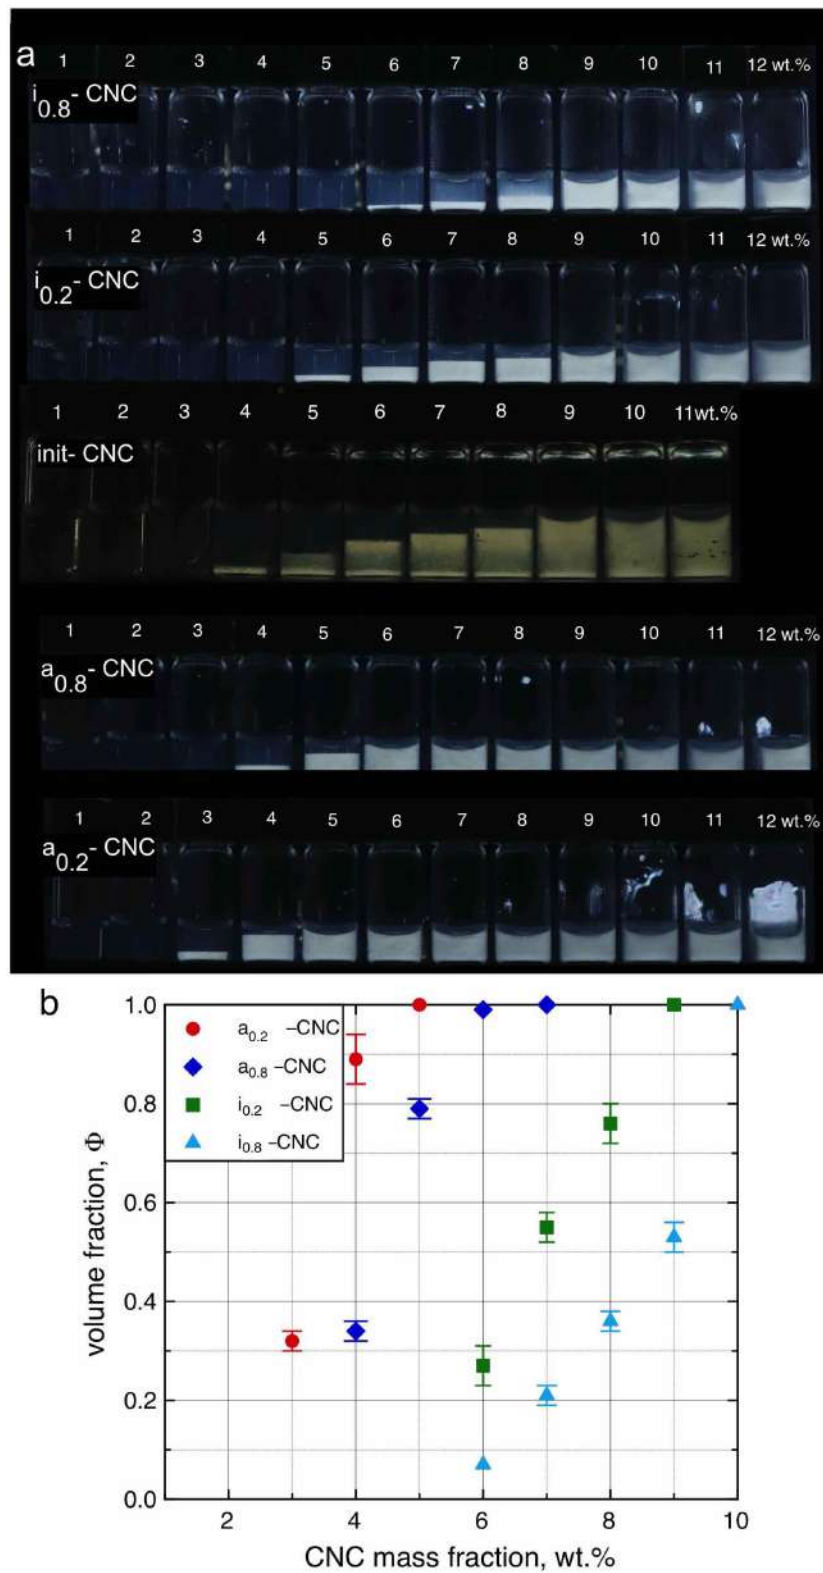 a
1 2 3 4 5 6 7 8 9 10 11 12 wt.%
i0.8- CNC
1 2 3 4 5 6 7 8 9 10 11 12 wt.%
i0.2- CNC
1 2 3 4 5 6 7 8 9 10 11wt.%
init- CNC
1 2 3 4 5 6 7 8 9 10 11 12 wt.%
a0.8- CNC
1 2 3 4 5 6 7 8 9 10 11 12 wt.%
a0.2- CNC
b
1.0
0.8
0.6
0.4
0.2
0.0
volume fraction, Φ
a0.2 –CNC
a0.8 –CNC
i0.2 –CNC
i0.8 –CNC
2 4 6 8 10
CNC mass fraction, wt.%